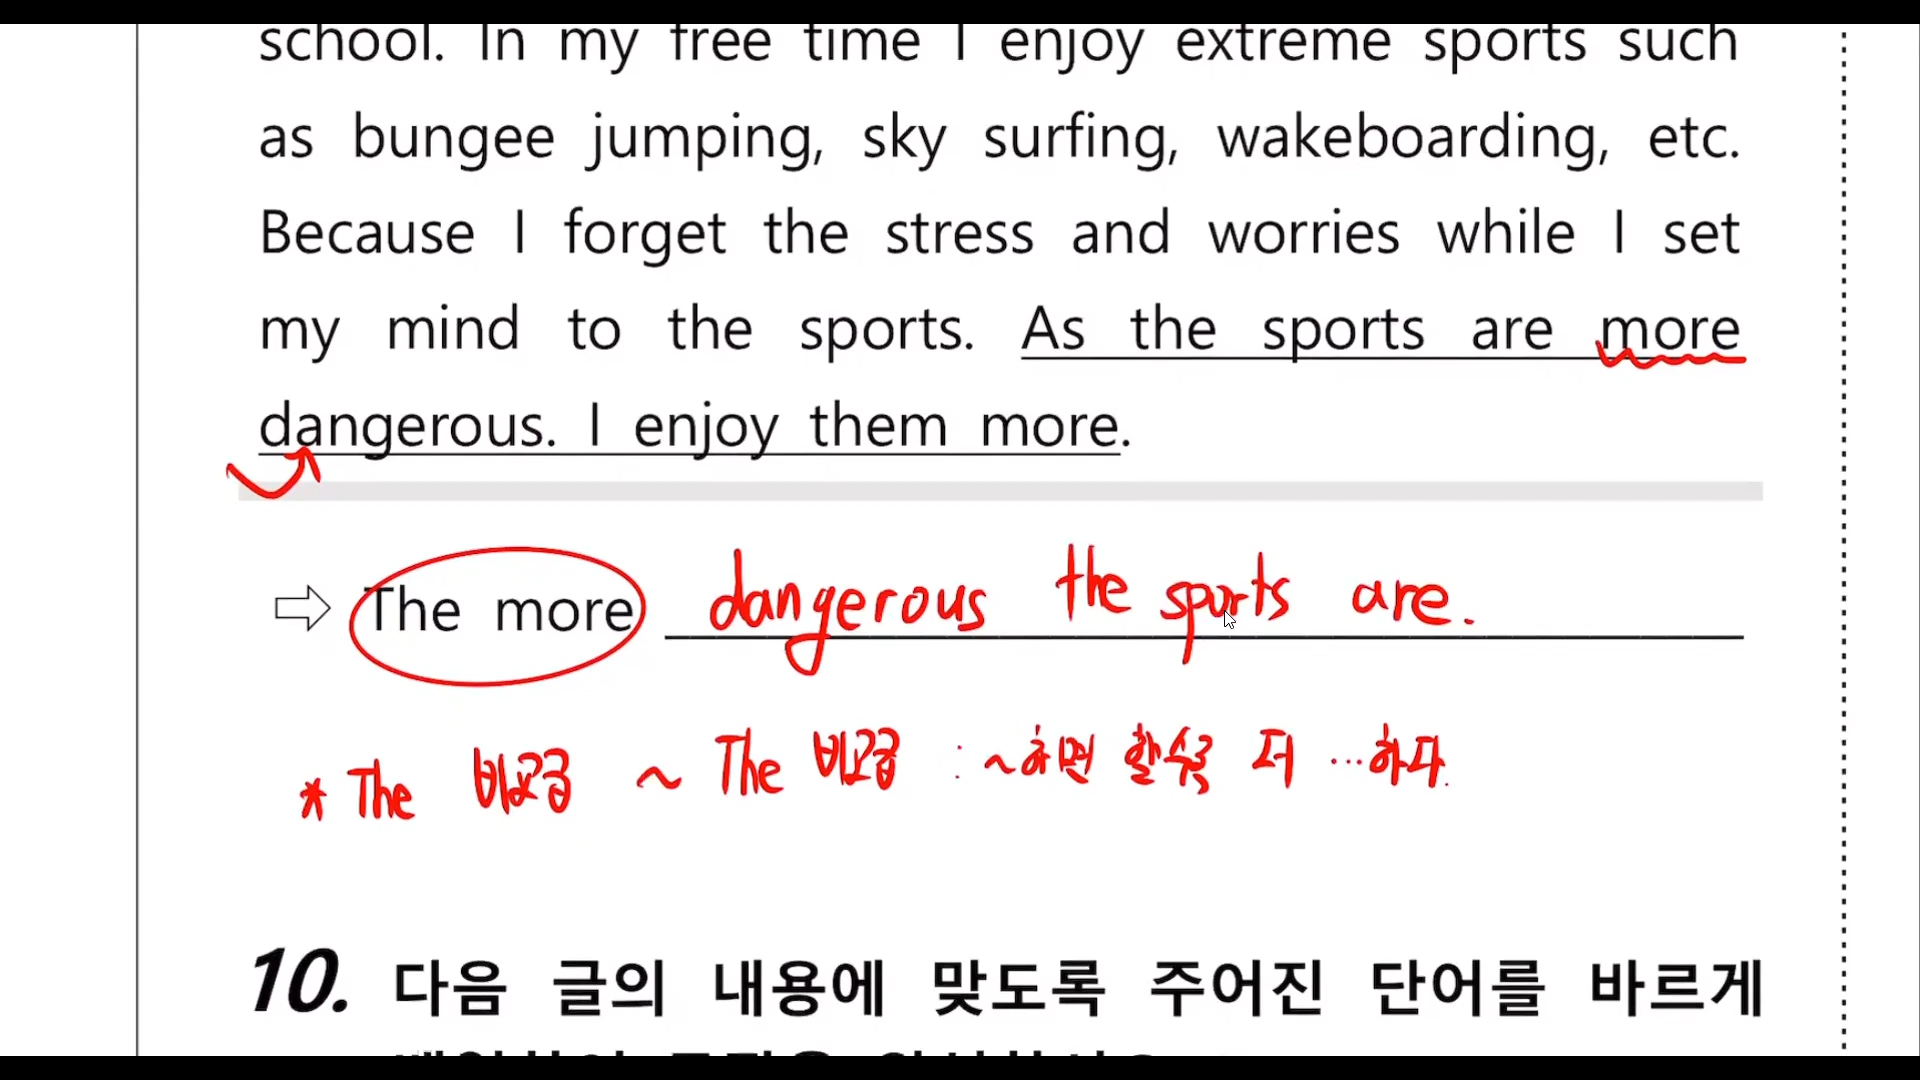 school. In my free time I enjoy extreme sports such
as bungee jumping, sky surfing, wakeboarding, etc.
Because I forget the stress and worries while I set
my mind to the sports. As the sports are more
dangerous. I enjoy them more.
⇨ The more dangerous the sports are.
* The 비교급 ~ The 비교급 : ~하면 할수록 더 …하다.
10. 다음 글의 내용에 맞도록 주어진 단어를 바르게